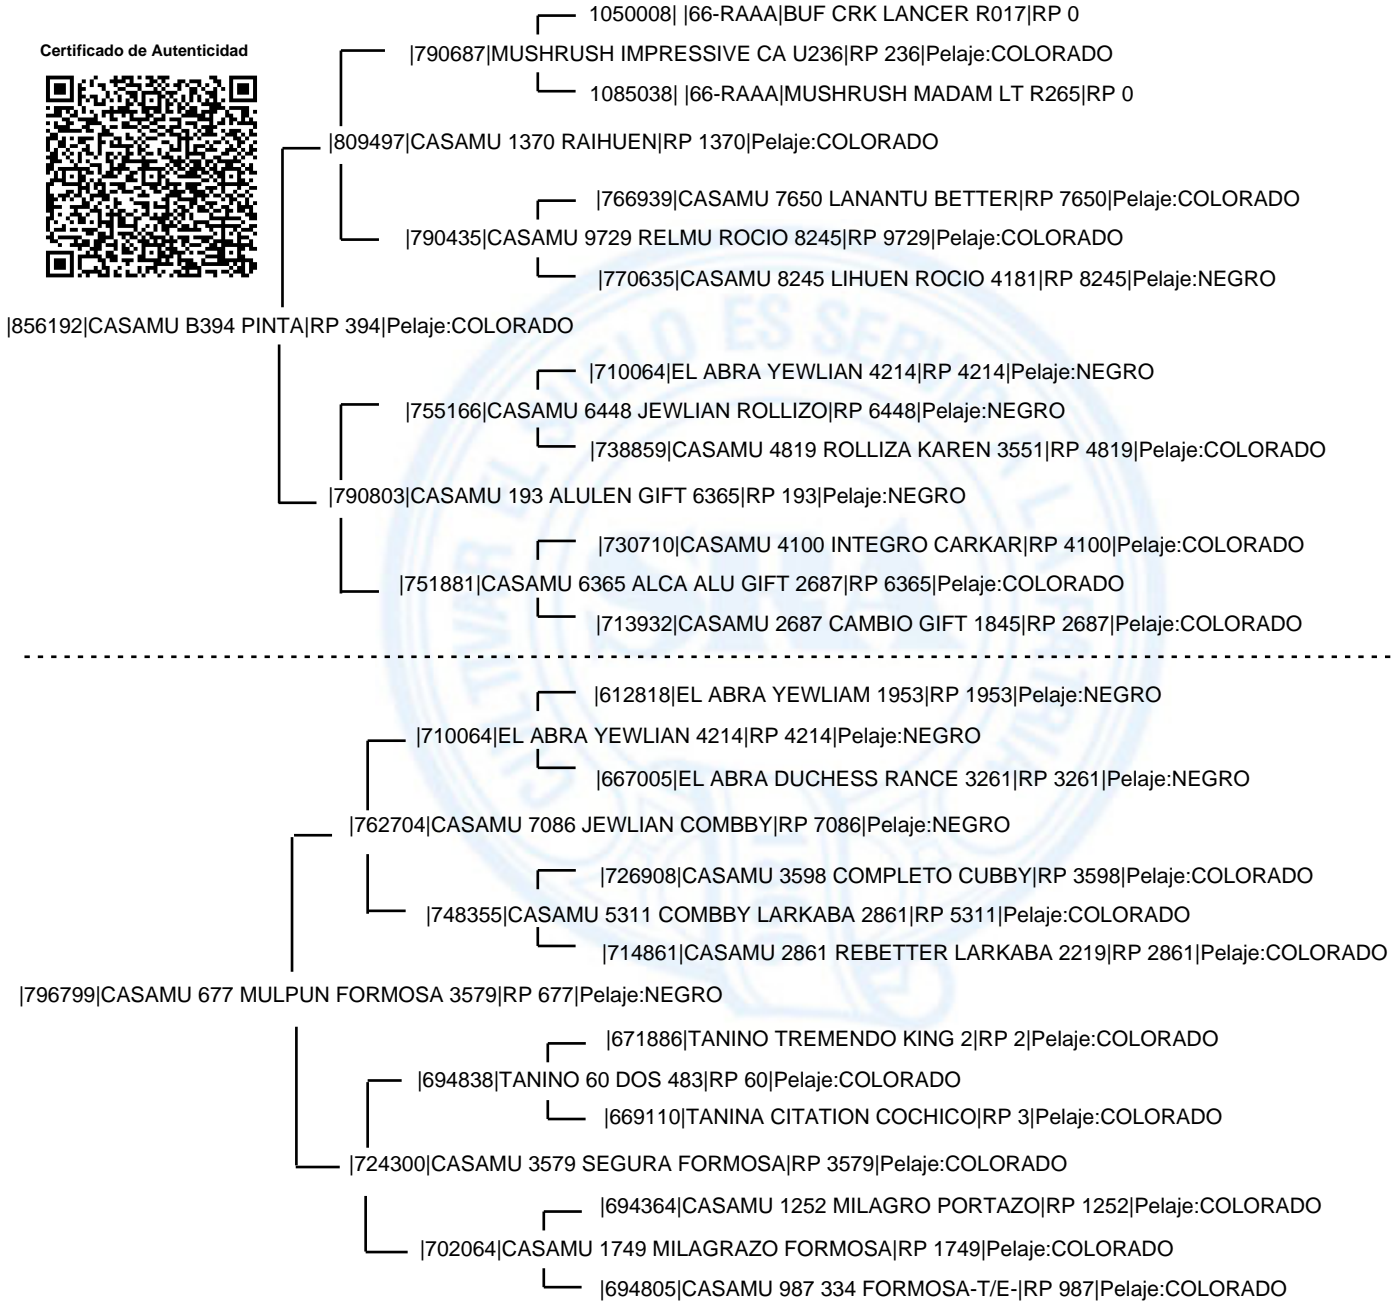 1050008| |66-RAAA|BUF CRK LANCER R017|RP 0
Certificado de Autenticidad
|790687|MUSHRUSH IMPRESSIVE CA U236|RP 236|Pelaje:COLORADO
1085038| |66-RAAA|MUSHRUSH MADAM LT R265|RP 0
|809497|CASAMU 1370 RAIHUEN|RP 1370|Pelaje:COLORADO
|766939|CASAMU 7650 LANANTU BETTER|RP 7650|Pelaje:COLORADO
|790435|CASAMU 9729 RELMU ROCIO 8245|RP 9729|Pelaje:COLORADO
|770635|CASAMU 8245 LIHUEN ROCIO 4181|RP 8245|Pelaje:NEGRO
|856192|CASAMU B394 PINTA|RP 394|Pelaje:COLORADO
|710064|EL ABRA YEWLIAN 4214|RP 4214|Pelaje:NEGRO
|755166|CASAMU 6448 JEWLIAN ROLLIZO|RP 6448|Pelaje:NEGRO
|738859|CASAMU 4819 ROLLIZA KAREN 3551|RP 4819|Pelaje:COLORADO
|790803|CASAMU 193 ALULEN GIFT 6365|RP 193|Pelaje:NEGRO
|730710|CASAMU 4100 INTEGRO CARKAR|RP 4100|Pelaje:COLORADO
|751881|CASAMU 6365 ALCA ALU GIFT 2687|RP 6365|Pelaje:COLORADO
|713932|CASAMU 2687 CAMBIO GIFT 1845|RP 2687|Pelaje:COLORADO
CULTIVAR EL SUELO ES SERVIR A LA PATRIA
SRA
1866
|612818|EL ABRA YEWLIAM 1953|RP 1953|Pelaje:NEGRO
|710064|EL ABRA YEWLIAN 4214|RP 4214|Pelaje:NEGRO
|667005|EL ABRA DUCHESS RANCE 3261|RP 3261|Pelaje:NEGRO
|762704|CASAMU 7086 JEWLIAN COMBBY|RP 7086|Pelaje:NEGRO
|726908|CASAMU 3598 COMPLETO CUBBY|RP 3598|Pelaje:COLORADO
|748355|CASAMU 5311 COMBBY LARKABA 2861|RP 5311|Pelaje:COLORADO
|714861|CASAMU 2861 REBETTER LARKABA 2219|RP 2861|Pelaje:COLORADO
|796799|CASAMU 677 MULPUN FORMOSA 3579|RP 677|Pelaje:NEGRO
|671886|TANINO TREMENDO KING 2|RP 2|Pelaje:COLORADO
|694838|TANINO 60 DOS 483|RP 60|Pelaje:COLORADO
|669110|TANINA CITATION COCHICO|RP 3|Pelaje:COLORADO
|724300|CASAMU 3579 SEGURA FORMOSA|RP 3579|Pelaje:COLORADO
|694364|CASAMU 1252 MILAGRO PORTAZO|RP 1252|Pelaje:COLORADO
|702064|CASAMU 1749 MILAGRAZO FORMOSA|RP 1749|Pelaje:COLORADO
|694805|CASAMU 987 334 FORMOSA-T/E-|RP 987|Pelaje:COLORADO